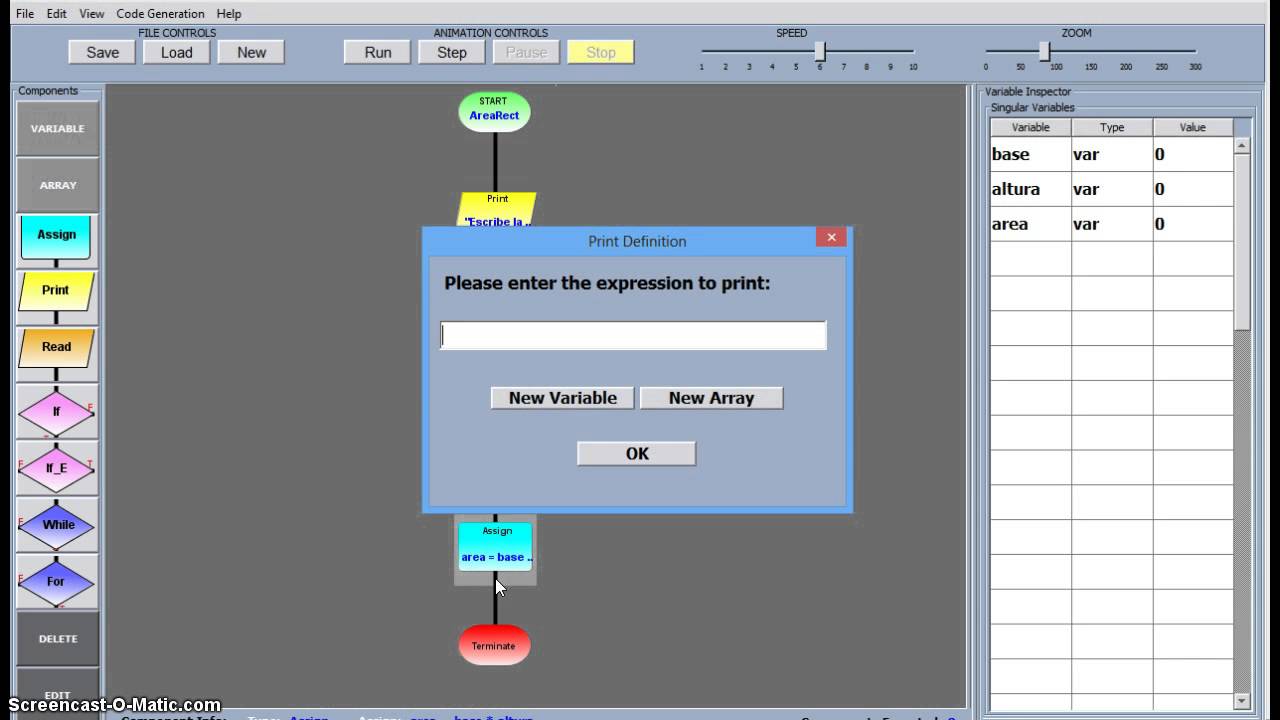 File Edit View Code Generation Help
FILE CONTROLS ANIMATION CONTROLS SPEED ZOOM
Save Load New Run Step Pause Stop
1 2 3 4 5 6 7 8 9 10 0 50 100 150 200 250 300
Components
VARIABLE
ARRAY
Assign
Print
Read
If
F
If_E
F T
While
F
For
F
DELETE
EDIT
START
AreaRect
Print
"Escribe la ..
Print Definition
Please enter the expression to print:
New Variable New Array
OK
Assign
area = base ..
Terminate
Variable Inspector
Singular Variables
Variable Type Value
base var 0
altura var 0
area var 0
Screencast-O-Matic.com